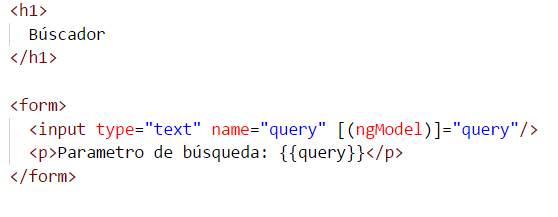 <h1>
Búscador
</h1>
<form>
<input type="text" name="query" [(ngModel)]="query"/>
<p>Parametro de búsqueda: {{query}}</p>
</form>